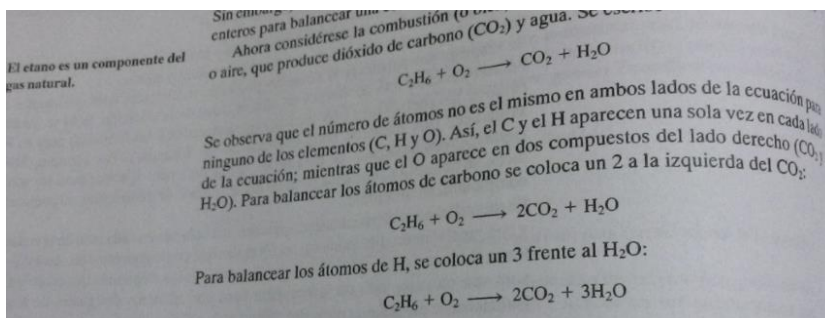 Sin
enteros para balancear
Ahora considérese la combustión
El etano es un componente del
gas natural.
o aire, que produce dióxido de carbono (CO₂) y agua. Se
C₂H₆ + O₂ ⟶ CO₂ + H₂O
Se observa que el número de átomos no es el mismo en ambos lados de la ecuación para
ninguno de los elementos (C, H y O). Así, el C y el H aparecen una sola vez en cada lado
de la ecuación; mientras que el O aparece en dos compuestos del lado derecho (CO₂ y
H₂O). Para balancear los átomos de carbono se coloca un 2 a la izquierda del CO₂:
C₂H₆ + O₂ ⟶ 2CO₂ + H₂O
Para balancear los átomos de H, se coloca un 3 frente al H₂O:
C₂H₆ + O₂ ⟶ 2CO₂ + 3H₂O